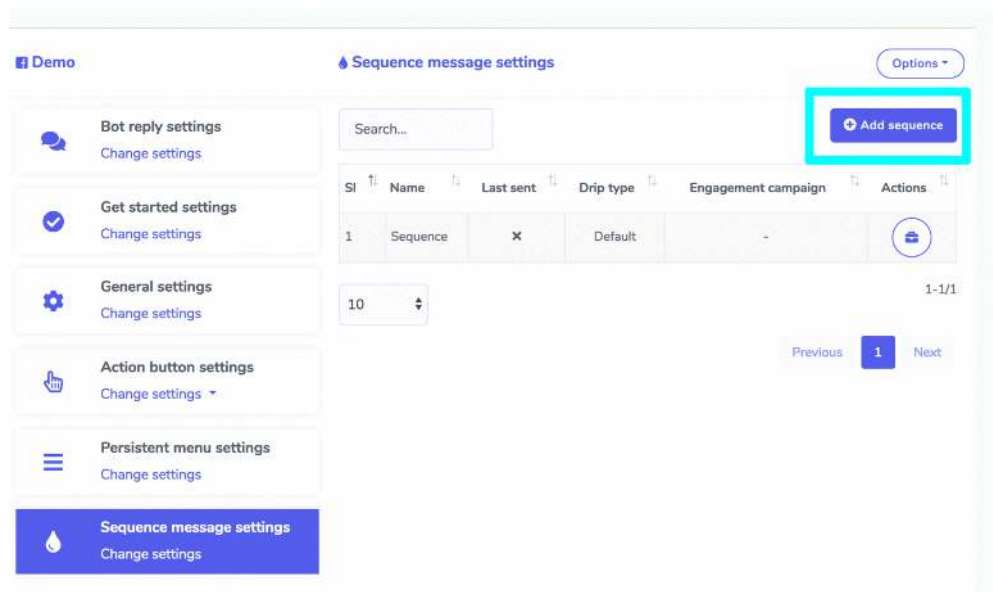 Demo
Sequence message settings
Options
Bot reply settings
Change settings
Get started settings
Change settings
General settings
Change settings
Action button settings
Change settings
Persistent menu settings
Change settings
Sequence message settings
Change settings
Search...
Add sequence
Sl Name Last sent Drip type Engagement campaign Actions
1 Sequence Default -
10
1-1/1
Previous 1 Next